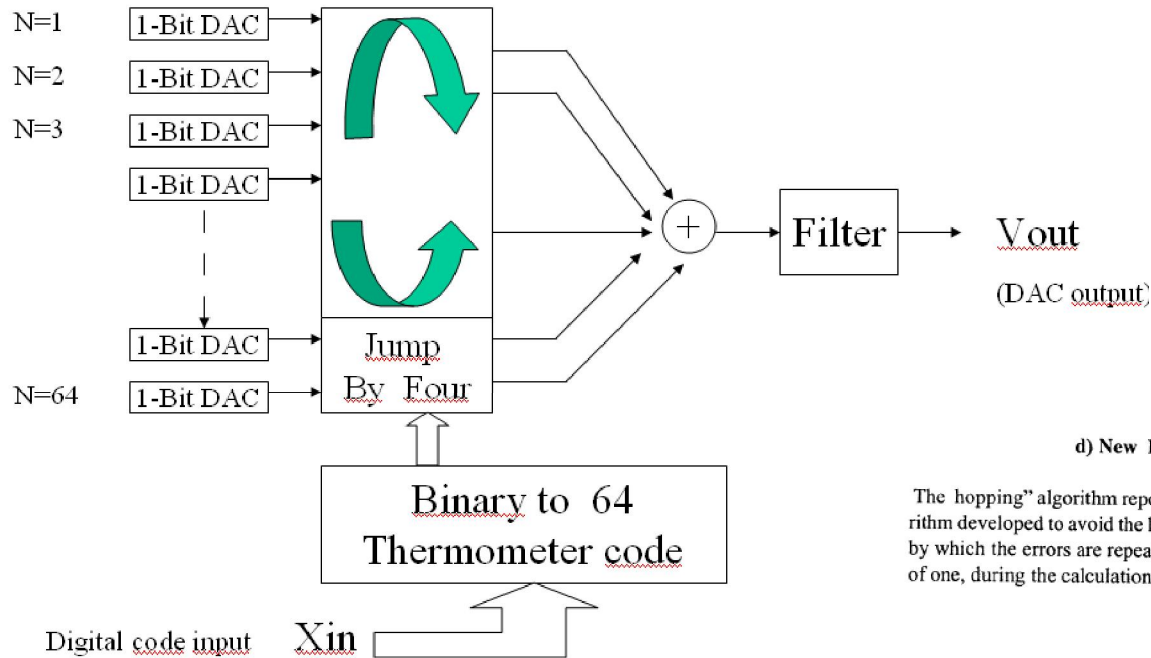 N=1 1-Bit DAC
N=2 1-Bit DAC
N=3 1-Bit DAC
1-Bit DAC
1-Bit DAC
N=64 1-Bit DAC
Jump
By Four
+
Filter
Vout
(DAC output)
Binary to 64
Thermometer code
Digital code input Xin
d) New
The hopping” algorithm
rithm developed to avoid the
by which the errors are
of one, during the calculation